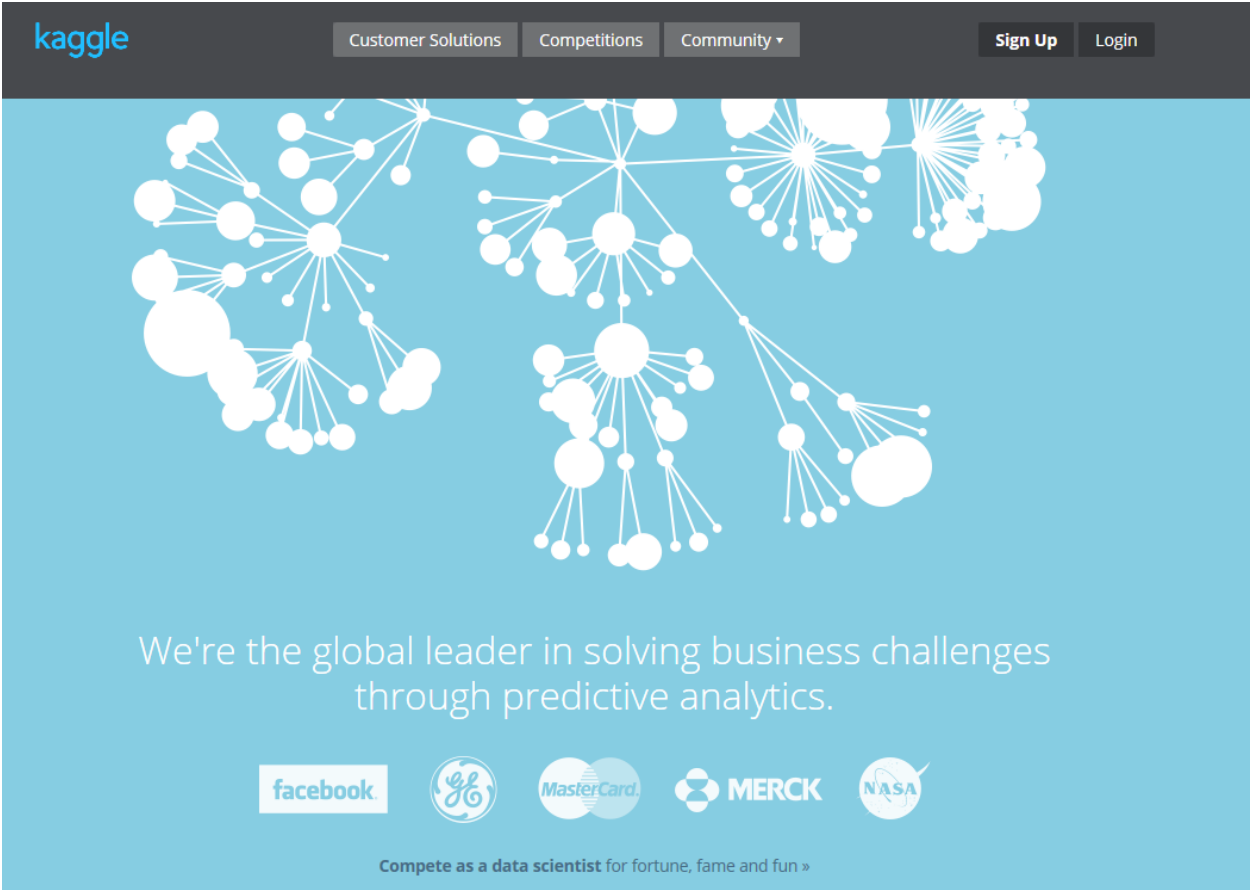 kaggle
Customer Solutions
Competitions
Community ▾
Sign Up
Login
We're the global leader in solving business challenges
through predictive analytics.
facebook.
GE
MasterCard.
MERCK
NASA
Compete as a data scientist for fortune, fame and fun »